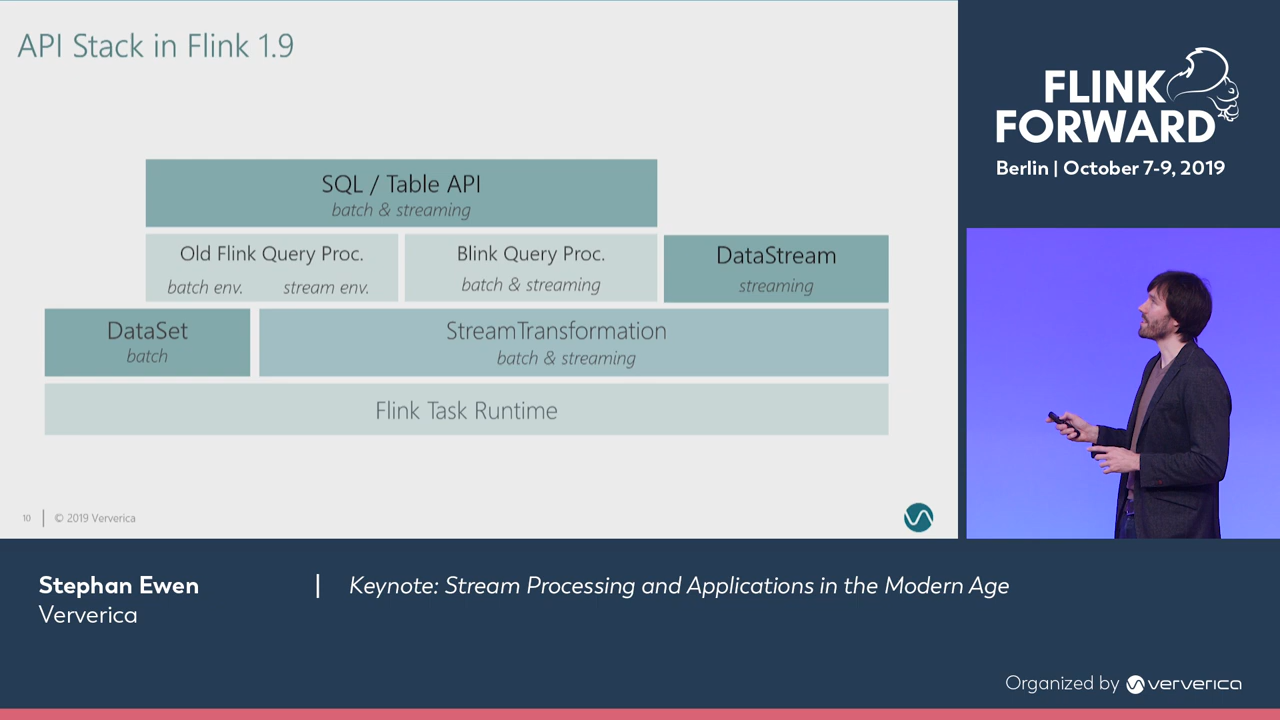 API Stack in Flink 1.9
SQL / Table API
batch & streaming
Old Flink Query Proc.
batch env. stream env.
Blink Query Proc.
batch & streaming
DataStream
streaming
DataSet
batch
StreamTransformation
batch & streaming
Flink Task Runtime
10 | © 2019 Ververica
FLINK
FORWARD
Berlin | October 7-9, 2019
Stephan Ewen | Keynote: Stream Processing and Applications in the Modern Age
Ververica
Organized by ververica